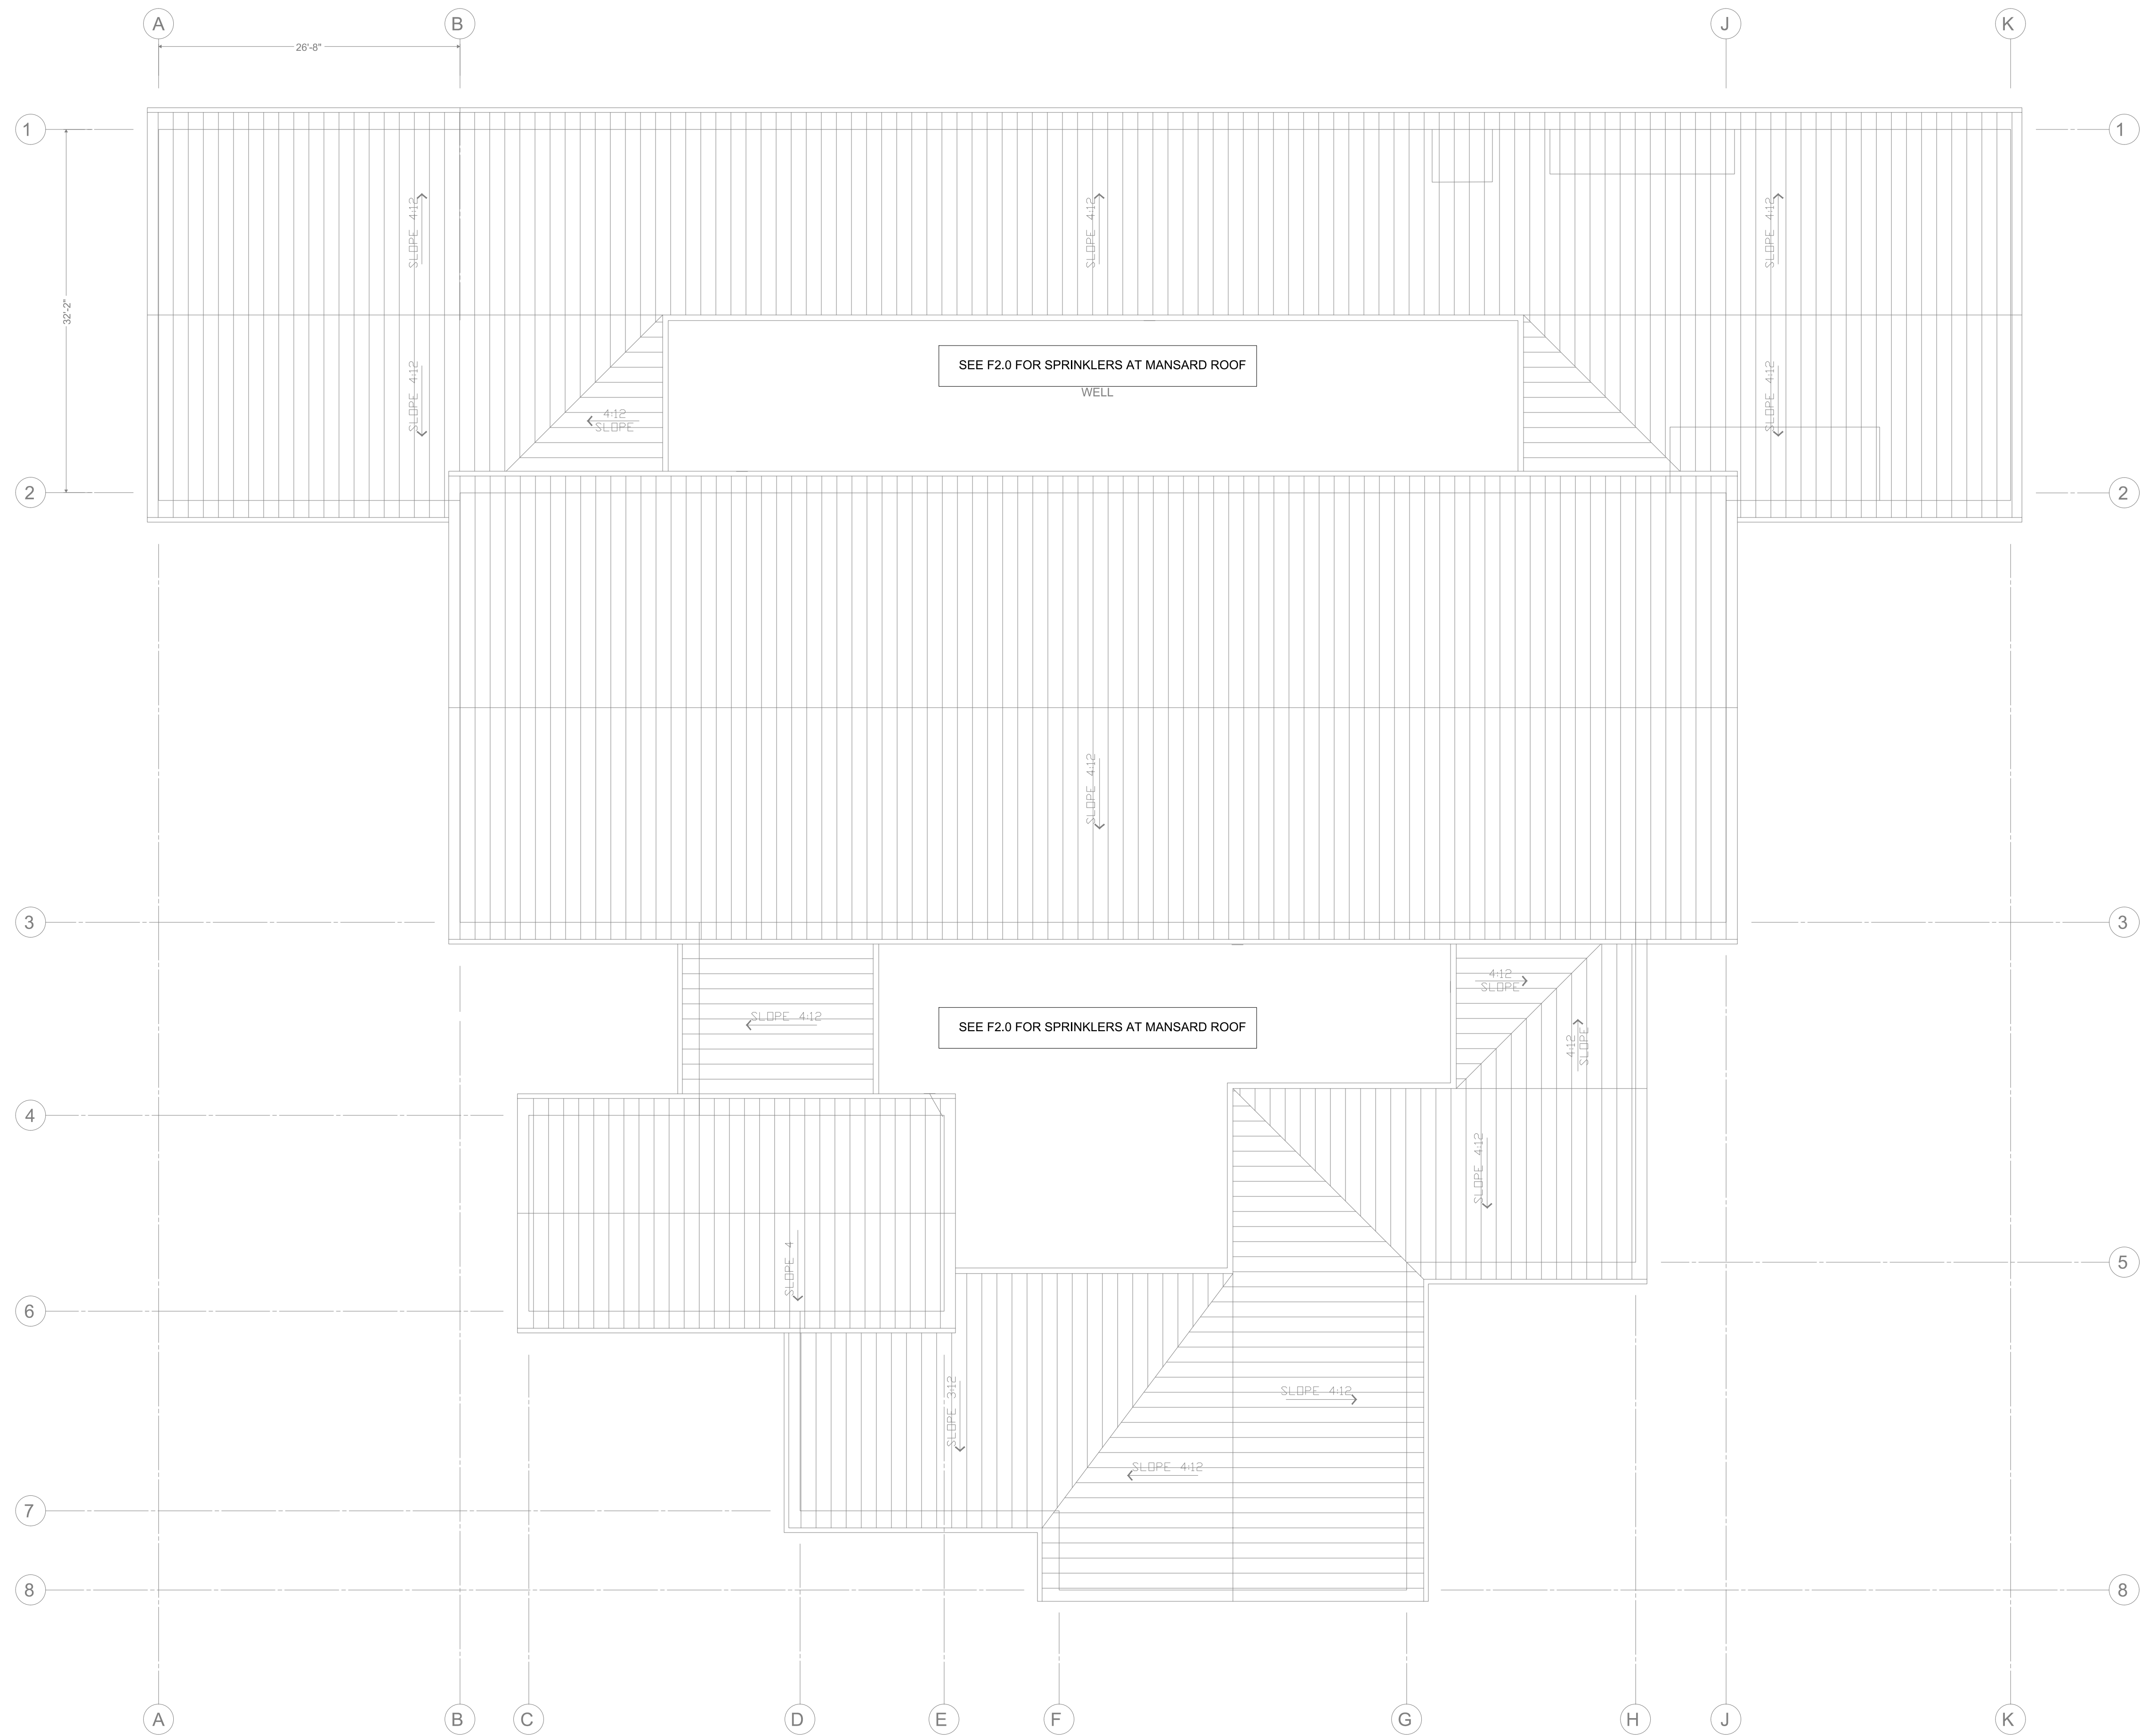 A B J K
26'-8"
1 1
32'-2"
SLOPE 4:12
SLOPE 4:12
SLOPE 4:12
SEE F2.0 FOR SPRINKLERS AT MANSARD ROOF
WELL
SLOPE 4:12
SLOPE 4:12
4:12
SLOPE
2 2
SLOPE 4:12
3 3
4:12
SLOPE
SLOPE 4:12
SEE F2.0 FOR SPRINKLERS AT MANSARD ROOF
4:12
SLOPE
4
SLOPE 4:12
SLOPE 4
5
6
SLOPE 3:12
SLOPE 4:12
SLOPE 4:12
7
8 8
A B C D E F G H J K